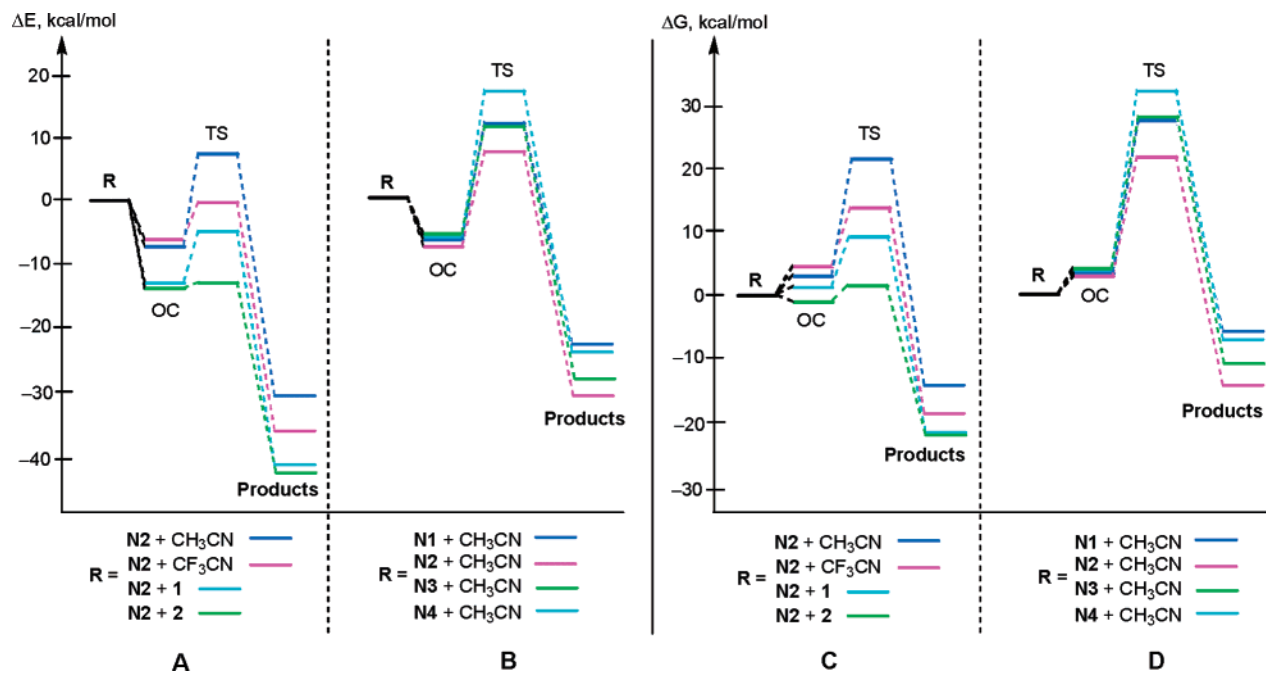 ΔE, kcal/mol
20
10
0
–10
–20
–30
–40
R
OC
TS
Products
R =
N2 + CH₃CN
N2 + CF₃CN
N2 + 1
N2 + 2
A
R
OC
TS
Products
R =
N1 + CH₃CN
N2 + CH₃CN
N3 + CH₃CN
N4 + CH₃CN
B
ΔG, kcal/mol
30
20
10
0
–10
–20
–30
R
OC
TS
Products
R =
N2 + CH₃CN
N2 + CF₃CN
N2 + 1
N2 + 2
C
R
OC
TS
Products
R =
N1 + CH₃CN
N2 + CH₃CN
N3 + CH₃CN
N4 + CH₃CN
D